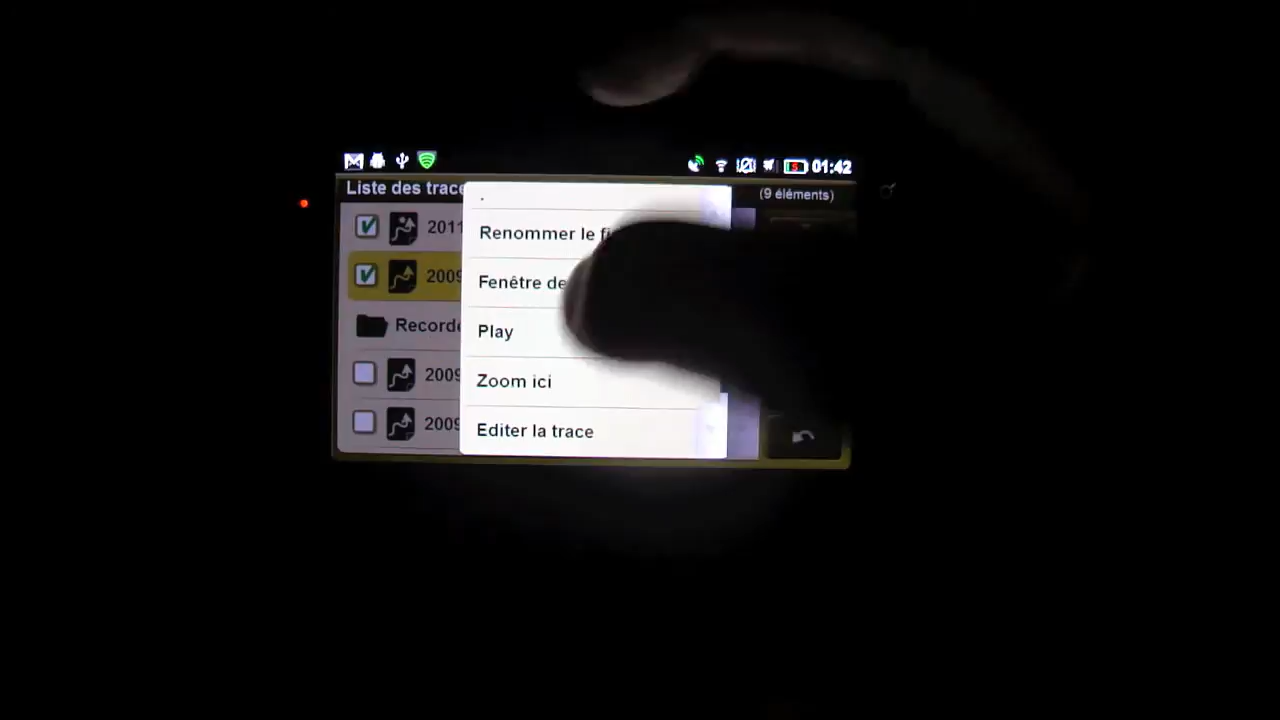 01:42
Liste des trace
(9 éléments)
2011
Renommer le fi
2009
Fenêtre de
Recorde
Play
2009
Zoom ici
2009
Editer la trace